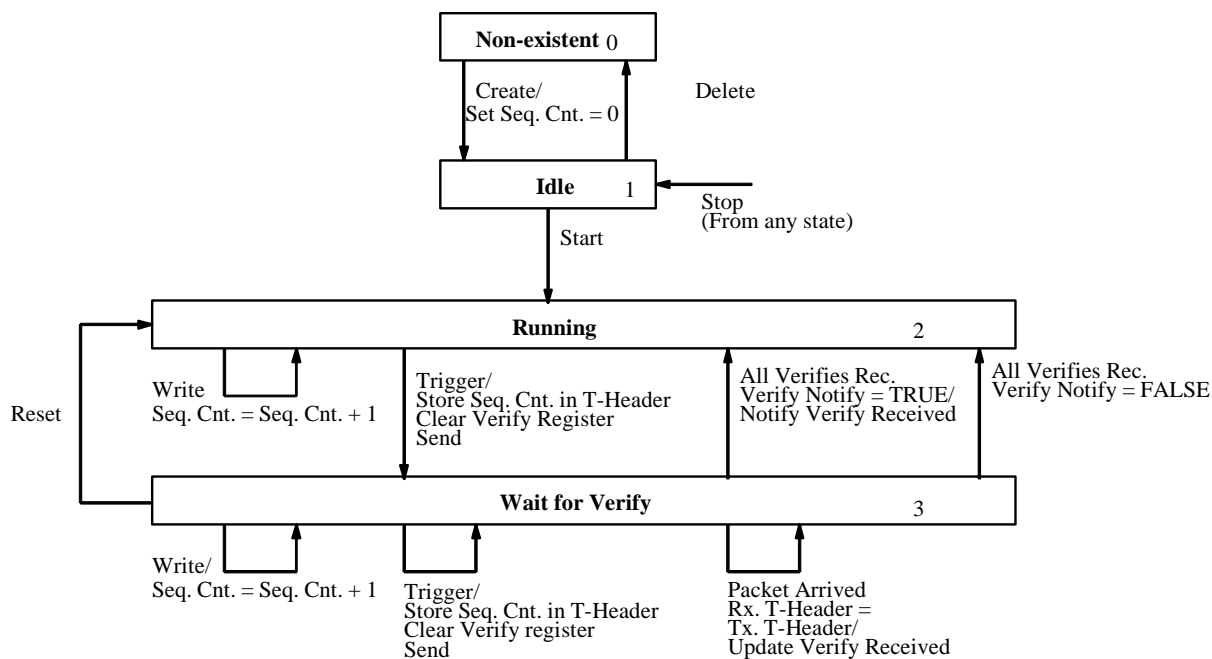 Non-existent 0
Create/
Set Seq. Cnt. = 0
Delete
Idle 1
Stop
(From any state)
Start
Running 2
Reset
Write
Seq. Cnt. = Seq. Cnt. + 1
Trigger/
Store Seq. Cnt. in T-Header
Clear Verify Register
Send
All Verifies Rec.
Verify Notify = TRUE/
Notify Verify Received
All Verifies Rec.
Verify Notify = FALSE
Wait for Verify 3
Write/
Seq. Cnt. = Seq. Cnt. + 1
Trigger/
Store Seq. Cnt. in T-Header
Clear Verify register
Send
Packet Arrived
Rx. T-Header =
Tx. T-Header/
Update Verify Received